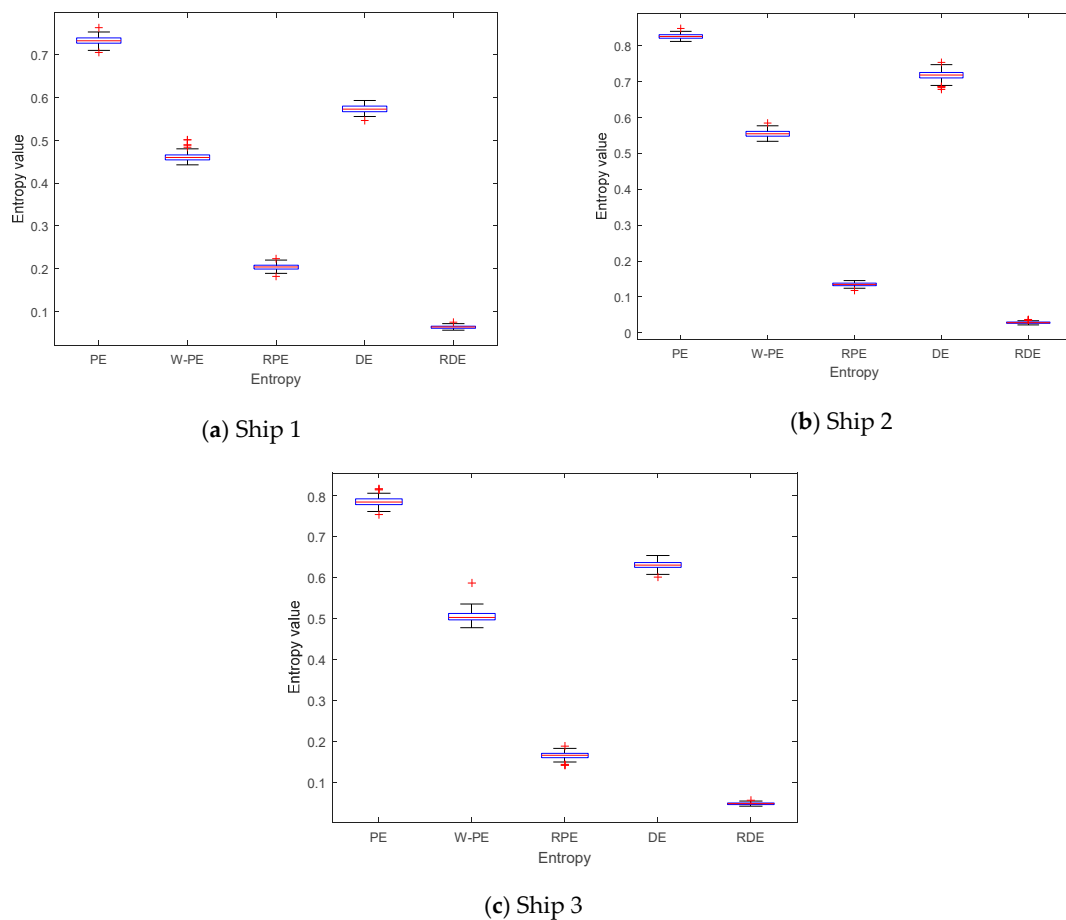 0.7
0.6
0.5
0.4
0.3
0.2
0.1
Entropy value
PE W-PE RPE DE RDE
Entropy
(a) Ship 1
0.8
0.7
0.6
0.5
0.4
0.3
0.2
0.1
0
Entropy value
PE W-PE RPE DE RDE
Entropy
(b) Ship 2
0.8
0.7
0.6
0.5
0.4
0.3
0.2
0.1
Entropy value
PE W-PE RPE DE RDE
Entropy
(c) Ship 3